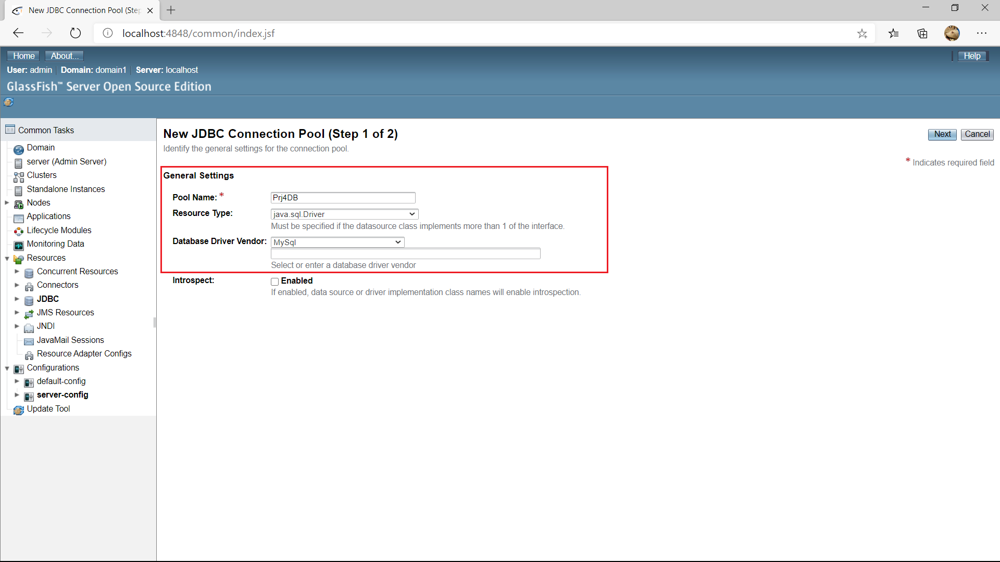 New JDBC Connection Pool (Step
localhost:4848/common/index.jsf
Home About... Help
User: admin Domain: domain1 Server: localhost
GlassFish™ Server Open Source Edition
Common Tasks
Domain
server (Admin Server)
Clusters
Standalone Instances
Nodes
Applications
Lifecycle Modules
Monitoring Data
Resources
Concurrent Resources
Connectors
JDBC
JMS Resources
JNDI
JavaMail Sessions
Resource Adapter Configs
Configurations
default-config
server-config
Update Tool
New JDBC Connection Pool (Step 1 of 2)
Next Cancel
Identify the general settings for the connection pool.
* Indicates required field
General Settings
Pool Name: * Prj4DB
Resource Type: java.sql.Driver
Must be specified if the datasource class implements more than 1 of the interface.
Database Driver Vendor: MySql
Select or enter a database driver vendor
Introspect: Enabled
If enabled, data source or driver implementation class names will enable introspection.